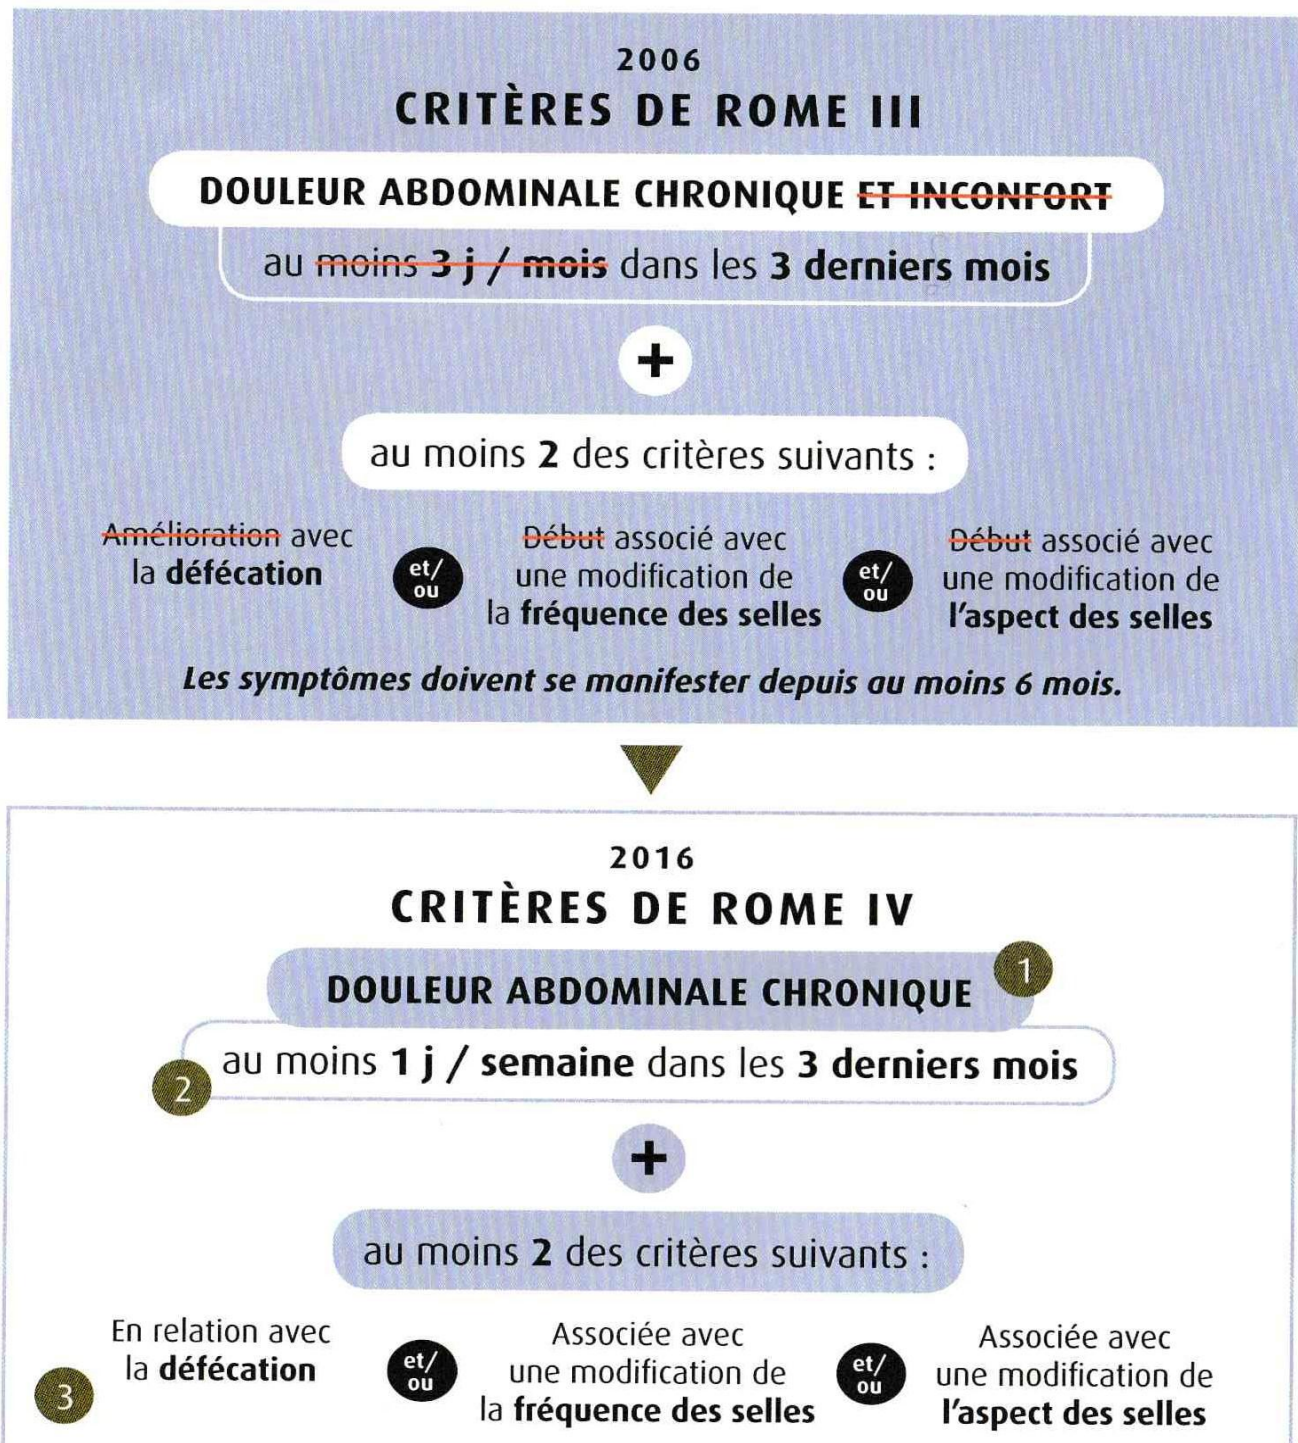 2006
CRITÈRES DE ROME III
DOULEUR ABDOMINALE CHRONIQUE ET INCONFORT
au moins 3 j / mois dans les 3 derniers mois
+
au moins 2 des critères suivants :
Amélioration avec
la défécation
et/
ou
Début associé avec
une modification de
la fréquence des selles
et/
ou
Début associé avec
une modification de
l'aspect des selles
Les symptômes doivent se manifester depuis au moins 6 mois.
2016
CRITÈRES DE ROME IV
DOULEUR ABDOMINALE CHRONIQUE
1
au moins 1 j / semaine dans les 3 derniers mois
2
+
au moins 2 des critères suivants :
3
En relation avec
la défécation
et/
ou
Associée avec
une modification de
la fréquence des selles
et/
ou
Associée avec
une modification de
l'aspect des selles